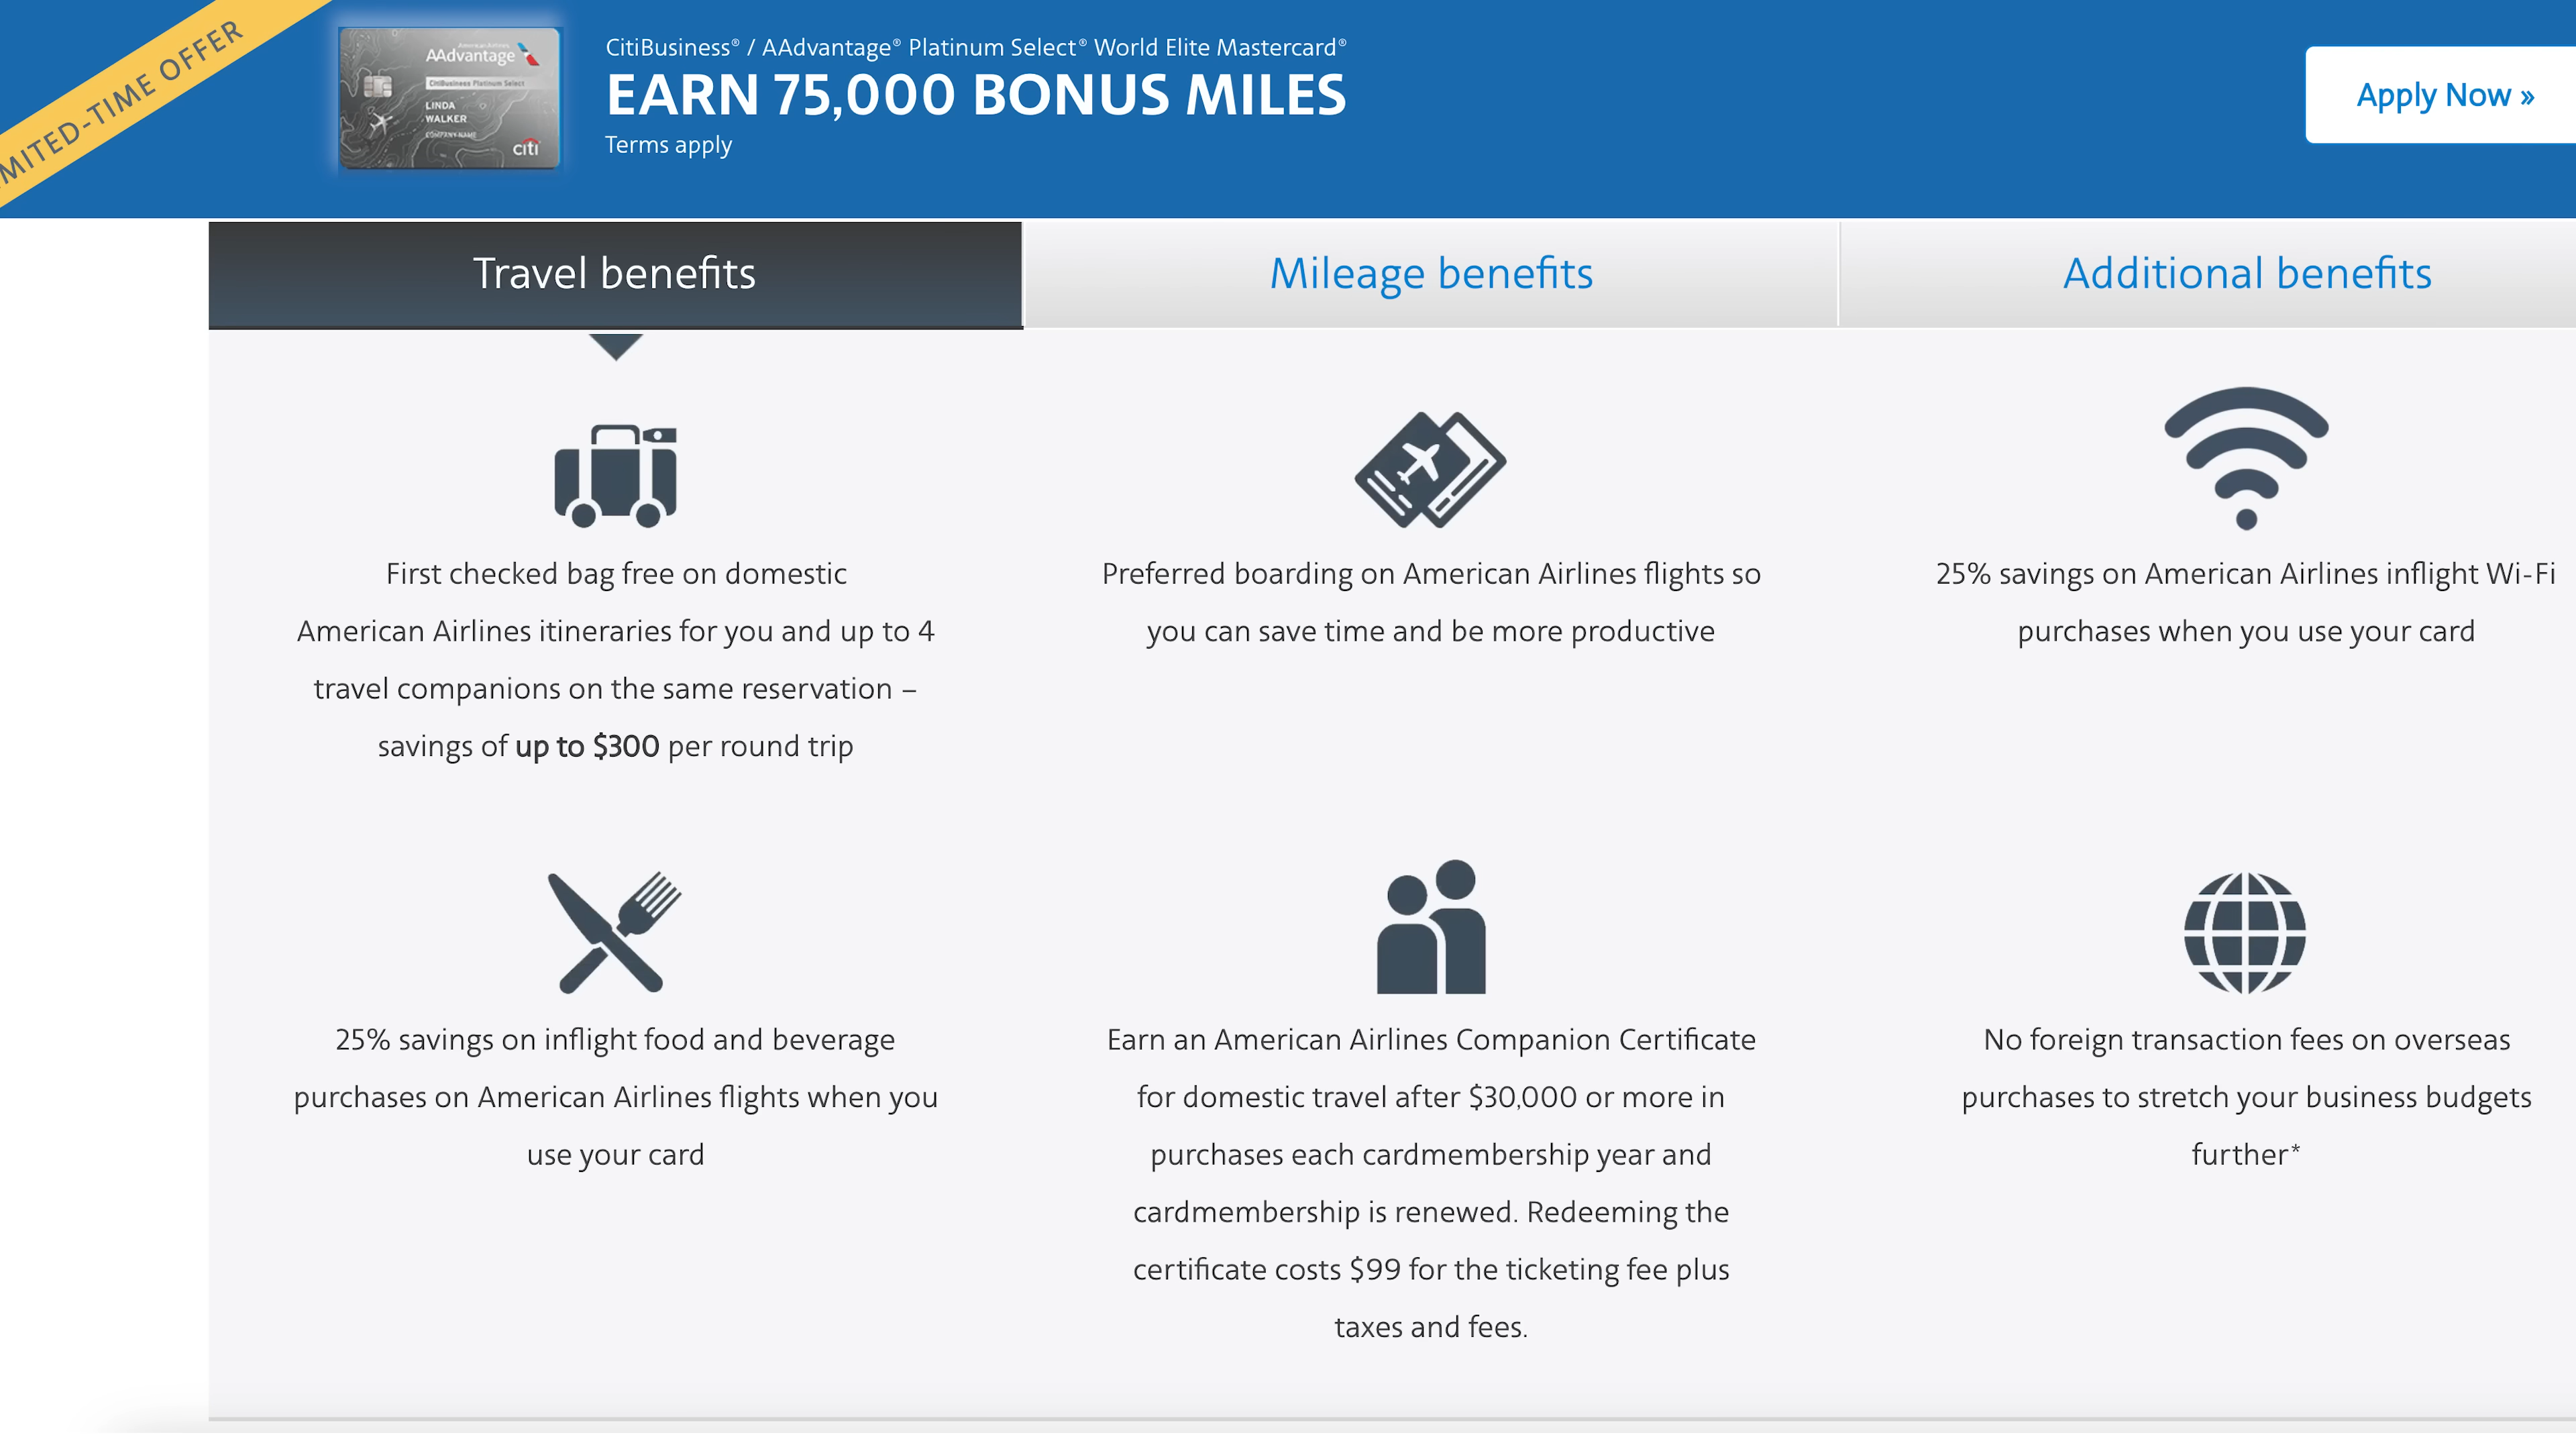 MITED-TIME OFFER
American Airlines
AAdvantage
CitiBusiness Platinum Select
LINDA
WALKER
COMPANY NAME
citi
CitiBusiness® / AAdvantage® Platinum Select® World Elite Mastercard®
EARN 75,000 BONUS MILES
Terms apply
Apply Now »
Travel benefits
Mileage benefits
Additional benefits
First checked bag free on domestic
American Airlines itineraries for you and up to 4
travel companions on the same reservation –
savings of up to $300 per round trip
Preferred boarding on American Airlines flights so
you can save time and be more productive
25% savings on American Airlines inflight Wi-Fi
purchases when you use your card
25% savings on inflight food and beverage
purchases on American Airlines flights when you
use your card
Earn an American Airlines Companion Certificate
for domestic travel after $30,000 or more in
purchases each cardmembership year and
cardmembership is renewed. Redeeming the
certificate costs $99 for the ticketing fee plus
taxes and fees.
No foreign transaction fees on overseas
purchases to stretch your business budgets
further*